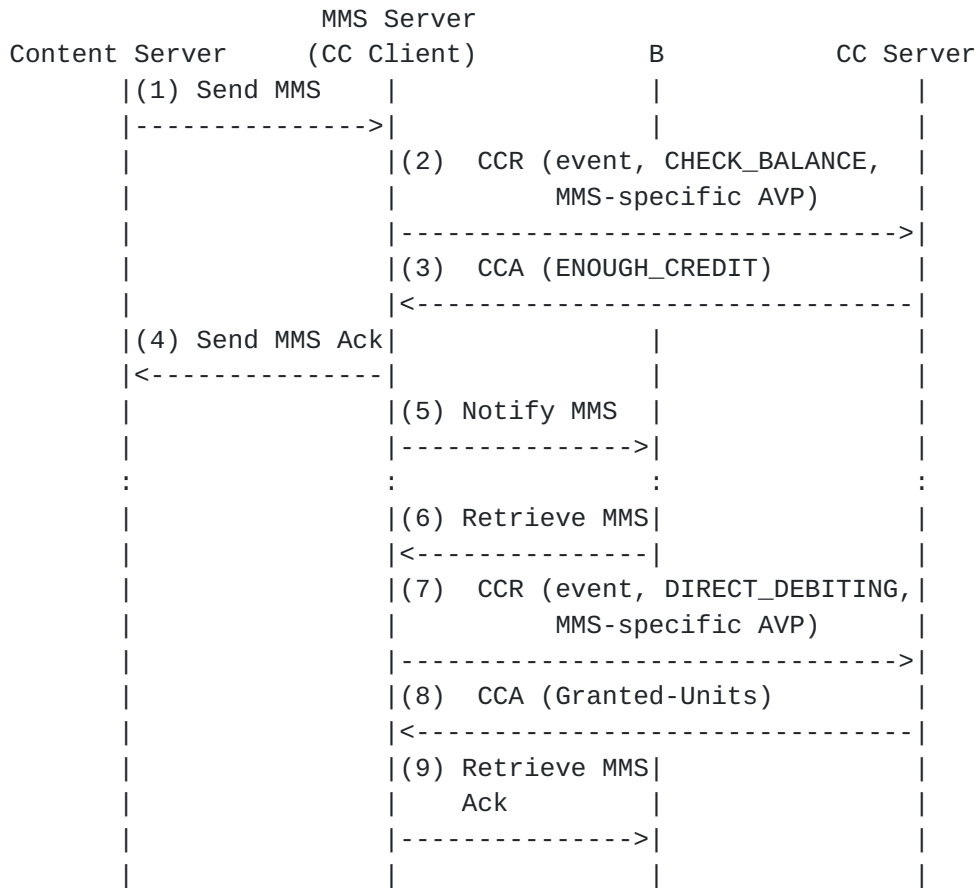 MMS Server
Content Server     (CC Client)           B           CC Server
       |(1) Send MMS    |                |                |
       |--------------->|                |                |
       |                |(2)  CCR (event, CHECK_BALANCE,  |
       |                |          MMS-specific AVP)      |
       |                |-------------------------------->|
       |                |(3)  CCA (ENOUGH_CREDIT)         |
       |                |<--------------------------------|
       |(4) Send MMS Ack|                |                |
       |<---------------|                |                |
       |                |(5) Notify MMS  |                |
       |                |--------------->|                |
       :                :                :                :
       |                |(6) Retrieve MMS|                |
       |                |<---------------|                |
       |                |(7)  CCR (event, DIRECT_DEBITING,|
       |                |          MMS-specific AVP)      |
       |                |-------------------------------->|
       |                |(8)  CCA (Granted-Units)         |
       |                |<--------------------------------|
       |                |(9) Retrieve MMS|                |
       |                |    Ack         |                |
       |                |--------------->|                |
       |                |                |                |